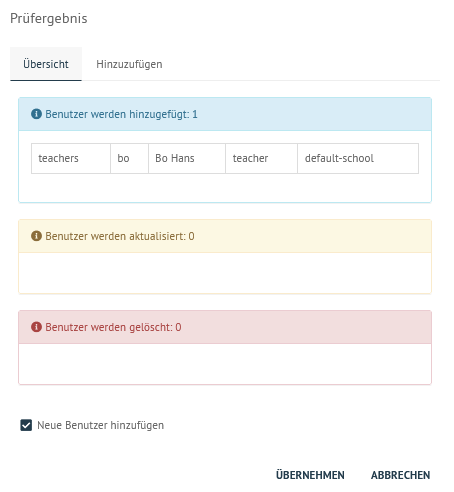 Prüfergebnis
Übersicht Hinzuzufügen
Benutzer werden hinzugefügt: 1
teachers bo Bo Hans teacher default-school
Benutzer werden aktualisiert: 0
Benutzer werden gelöscht: 0
Neue Benutzer hinzufügen
ÜBERNEHMEN ABBRECHEN